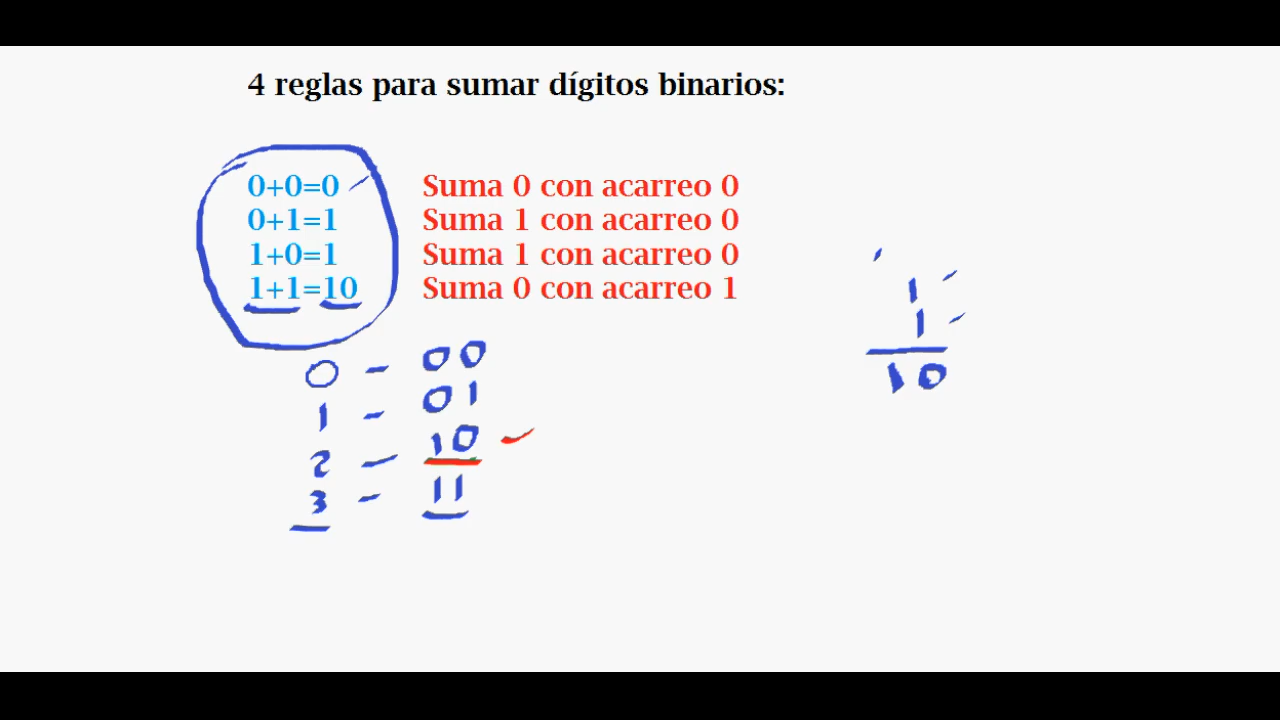 4 reglas para sumar dígitos binarios:
0+0=0 Suma 0 con acarreo 0
0+1=1 Suma 1 con acarreo 0
1+0=1 Suma 1 con acarreo 0
1+1=10 Suma 0 con acarreo 1
0 - 00
1 - 01
2 - 10
3 - 11
1
1
10